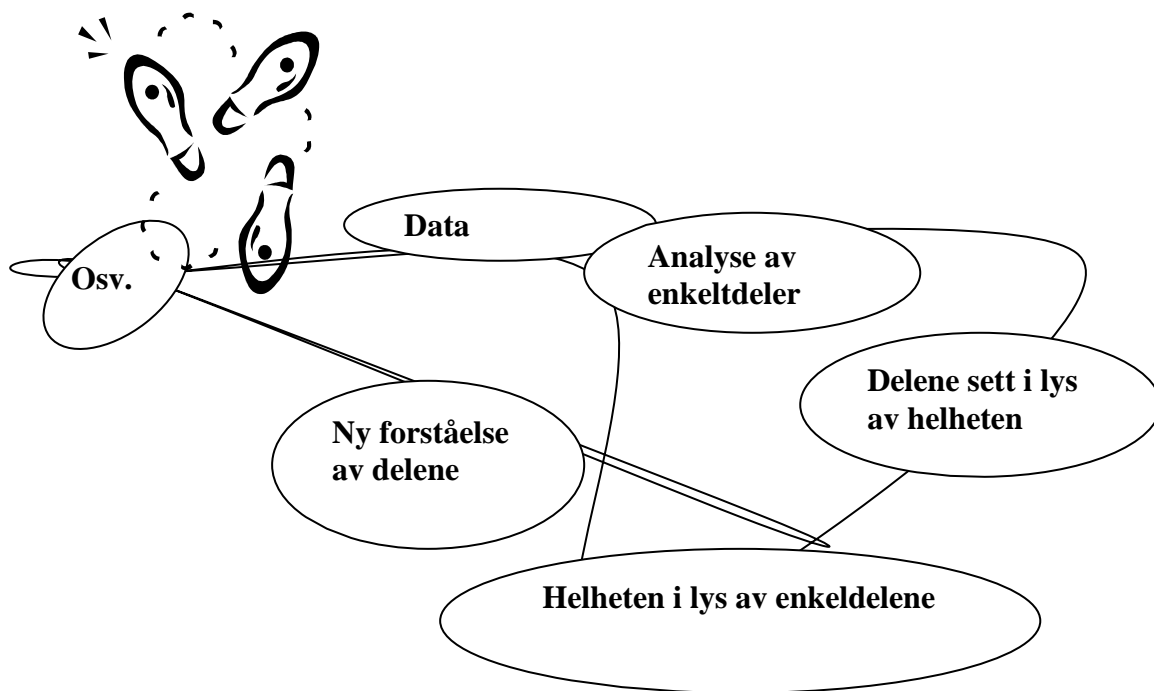 Data
Analyse av
enkeltdeler
Osv.
Delene sett i lys
av helheten
Ny forståelse
av delene
Helheten i lys av enkeldelene